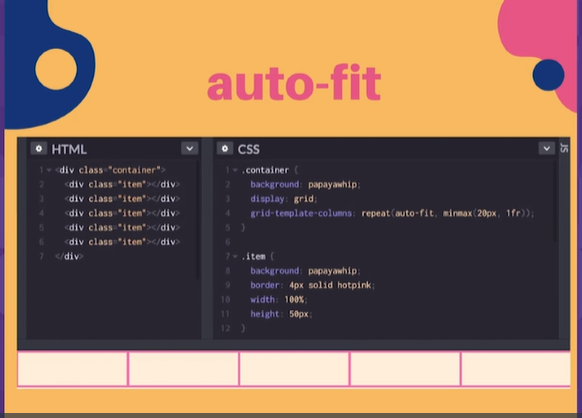 auto-fit
HTML
1 <div class="container">
2 <div class="item"></div>
3 <div class="item"></div>
4 <div class="item"></div>
5 <div class="item"></div>
6 <div class="item"></div>
7 </div>
CSS
1 .container {
2 background: papayawhip;
3 display: grid;
4 grid-template-columns: repeat(auto-fit, minmax(20px, 1fr));
5 }
6
7 .item {
8 background: papayawhip;
9 border: 4px solid hotpink;
10 width: 100%;
11 height: 50px;
12 }
JS